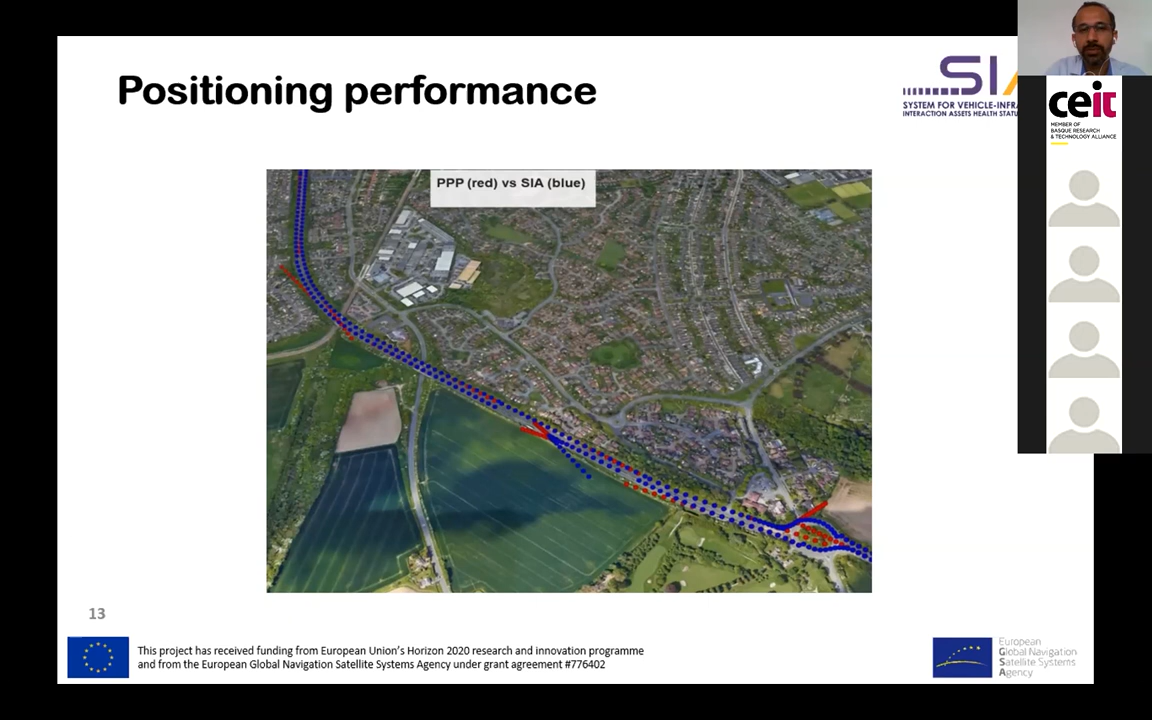 Positioning performance
SI
SYSTEM FOR VEHICLE-INFRA
INTERACTION ASSETS HEALTH STATU
ceit
MEMBER OF
BASQUE RESEARCH
& TECHNOLOGY ALLIANCE
PPP (red) vs SIA (blue)
13
This project has received funding from European Union's Horizon 2020 research and innovation programme
and from the European Global Navigation Satellite Systems Agency under grant agreement #776402
European
Global Navigation
Satellite Systems
Agency